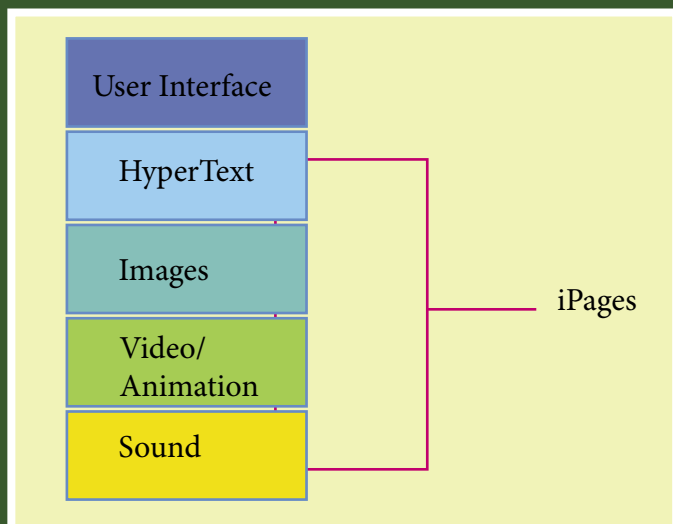 User Interface
HyperText
Images
Video/
Animation
Sound
iPages